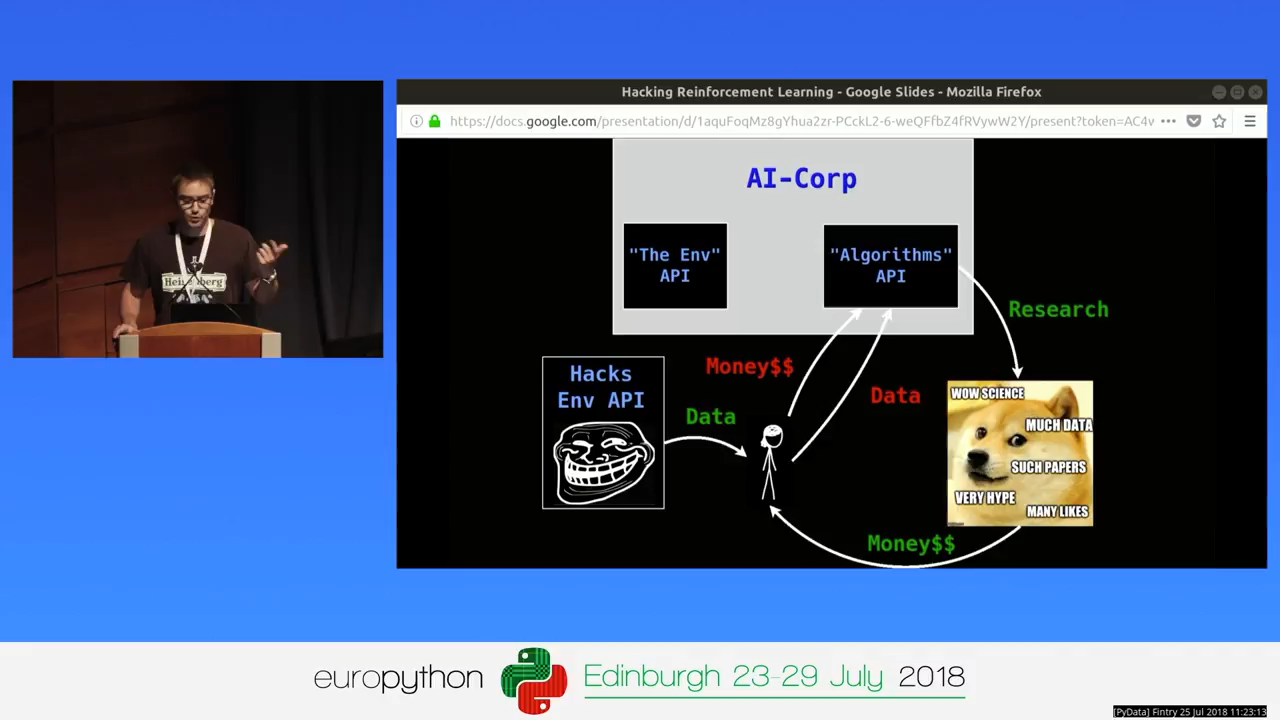 Hacking Reinforcement Learning - Google Slides - Mozilla Firefox
https://docs.google.com/presentation/d/1aquFoqMz8gYhua2zr-PCckL2-6-weQFfbZ4fRVywW2Y/present?token=AC4v
AI-Corp
"The Env"
API
"Algorithms"
API
Research
Money$$
Hacks
Env API
Data
Data
WOW SCIENCE
MUCH DATA
SUCH PAPERS
VERY HYPE
MANY LIKES
Money$$
europython
Edinburgh 23-29 July 2018
[PyData] Fintry 25 Jul 2018 11:23:13